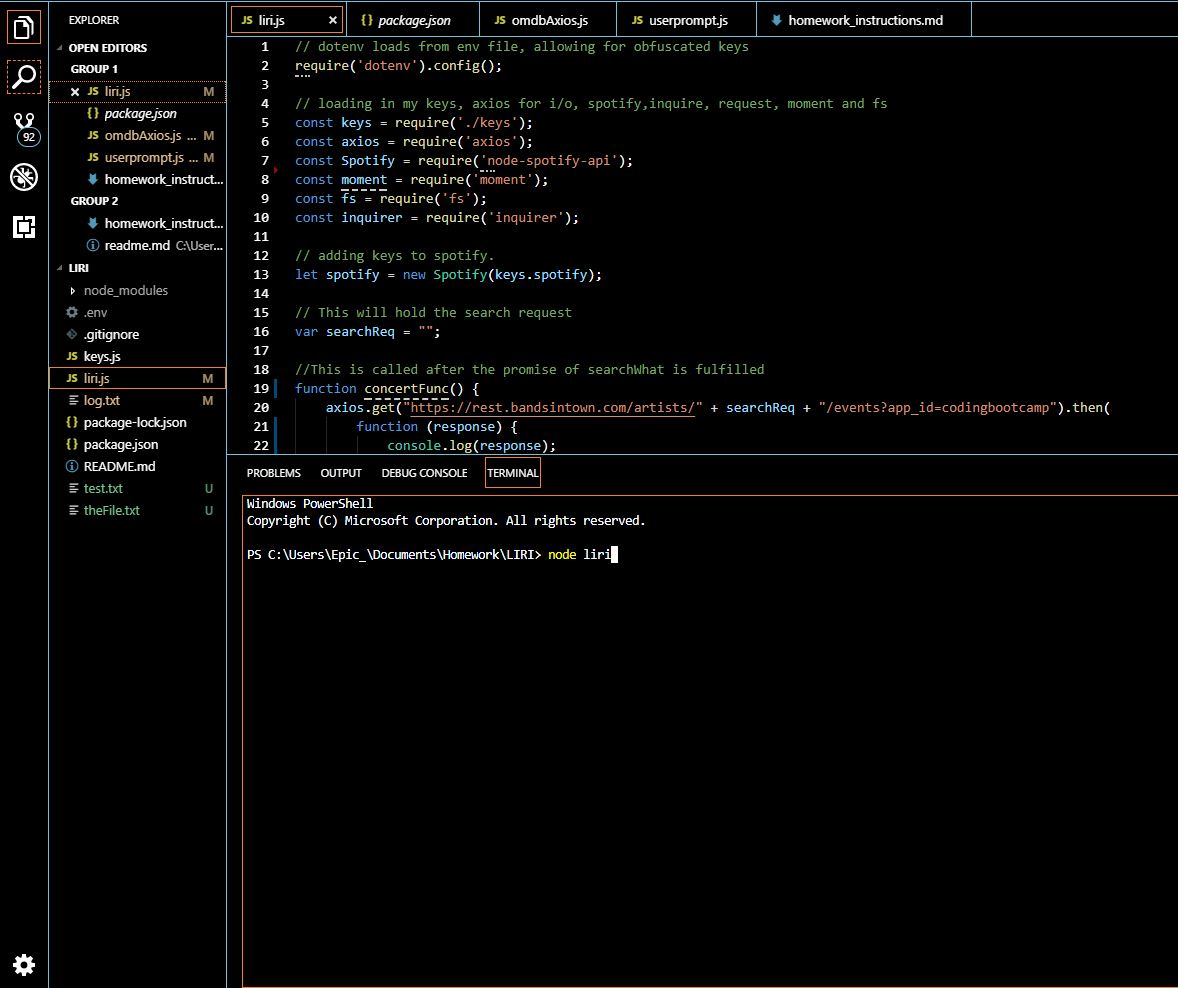 EXPLORER
OPEN EDITORS
GROUP 1
JS liri.js M
{} package.json
JS omdbAxios.js ... M
JS userprompt.js ... M
homework_instruct...
GROUP 2
homework_instruct...
readme.md C:\User...
LIRI
node_modules
.env
.gitignore
JS keys.js
JS liri.js M
log.txt M
{} package-lock.json
{} package.json
README.md
test.txt U
theFile.txt U
92
JS liri.js × {} package.json JS omdbAxios.js JS userprompt.js homework_instructions.md
1 // dotenv loads from env file, allowing for obfuscated keys
2 require('dotenv').config();
3
4 // loading in my keys, axios for i/o, spotify,inquire, request, moment and fs
5 const keys = require('./keys');
6 const axios = require('axios');
7 const Spotify = require('node-spotify-api');
8 const moment = require('moment');
9 const fs = require('fs');
10 const inquirer = require('inquirer');
11
12 // adding keys to spotify.
13 let spotify = new Spotify(keys.spotify);
14
15 // This will hold the search request
16 var searchReq = "";
17
18 //This is called after the promise of searchWhat is fulfilled
19 function concertFunc() {
20 axios.get("https://rest.bandsintown.com/artists/" + searchReq + "/events?app_id=codingbootcamp").then(
21 function (response) {
22 console.log(response);
PROBLEMS OUTPUT DEBUG CONSOLE TERMINAL
Windows PowerShell
Copyright (C) Microsoft Corporation. All rights reserved.
PS C:\Users\Epic_\Documents\Homework\LIRI> node liri